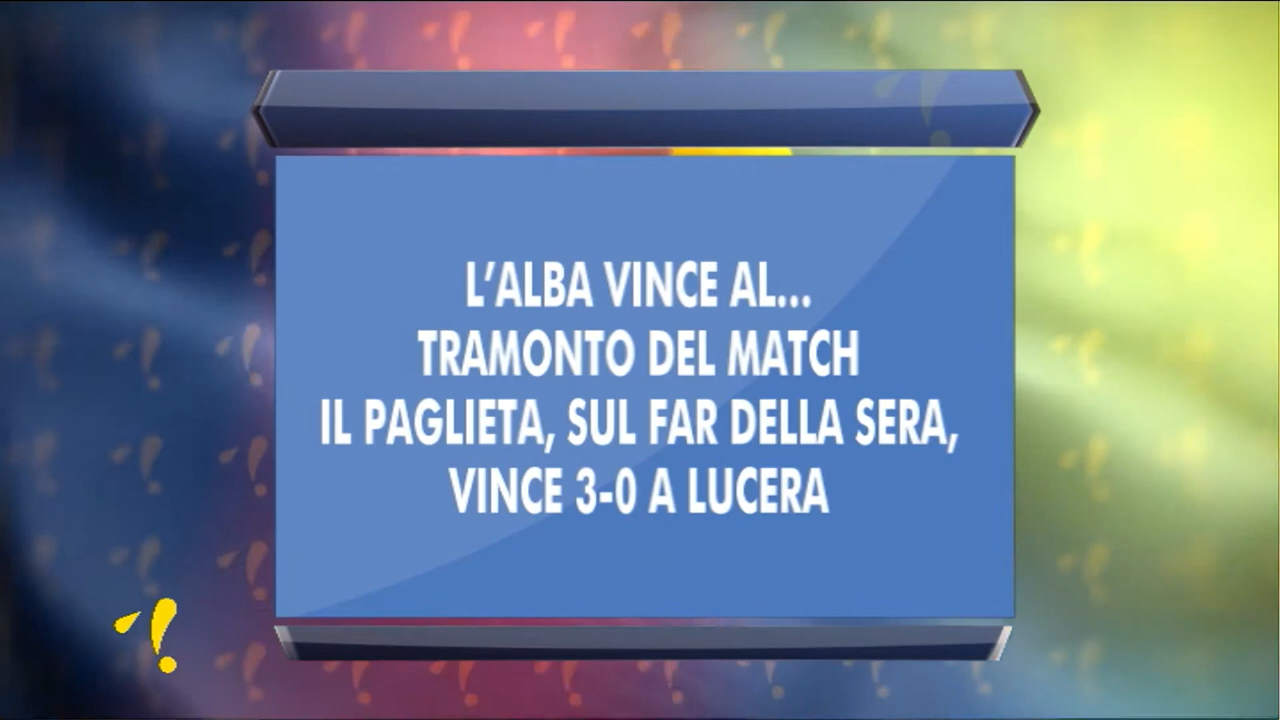 L’ALBA VINCE AL...
TRAMONTO DEL MATCH
IL PAGLIETA, SUL FAR DELLA SERA,
VINCE 3-0 A LUCERA